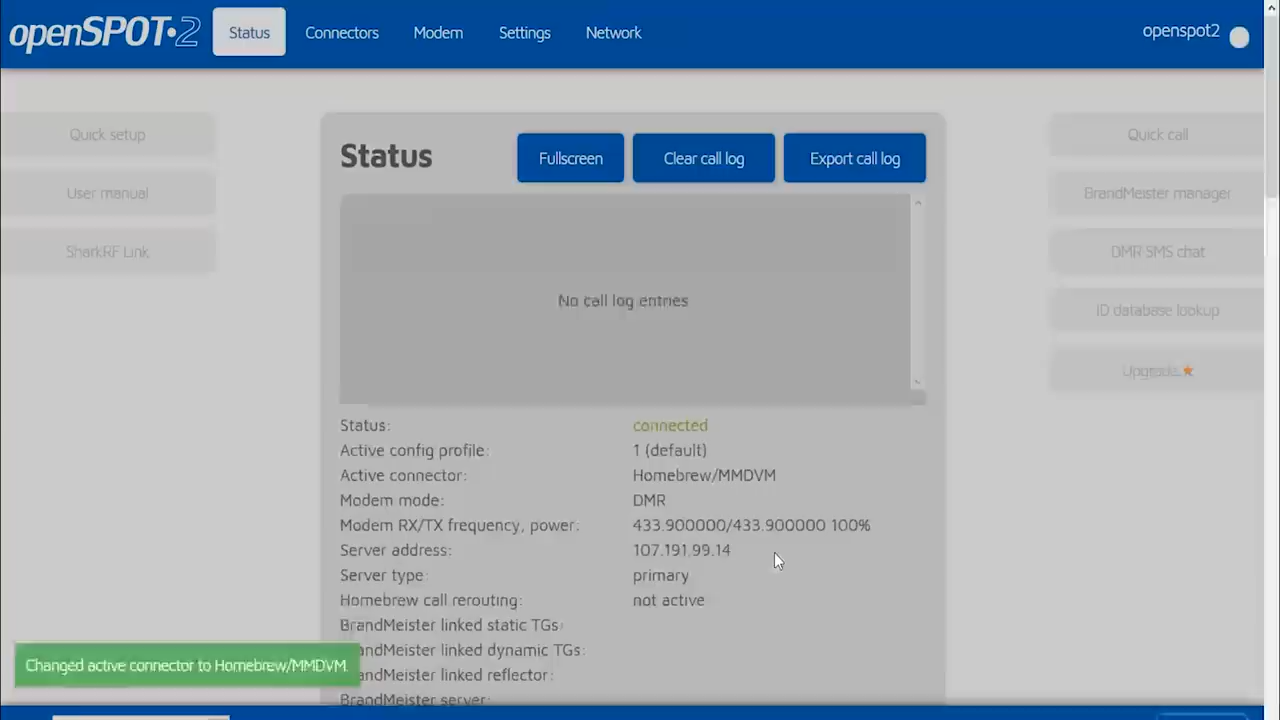 openSPOT•2 Status Connectors Modem Settings Network openspot2
Quick setup
User manual
SharkRF Link
Status Fullscreen Clear call log Export call log
No call log entries
Status: connected
Active config profile: 1 (default)
Active connector: Homebrew/MMDVM
Modem mode: DMR
Modem RX/TX frequency, power: 433.900000/433.900000 100%
Server address: 107.191.99.14
Server type: primary
Homebrew call rerouting: not active
BrandMeister linked static TGs:
BrandMeister linked dynamic TGs:
BrandMeister linked reflector:
BrandMeister server:
Quick call
BrandMeister manager
DMR SMS chat
ID database lookup
Upgrade
Changed active connector to Homebrew/MMDVM